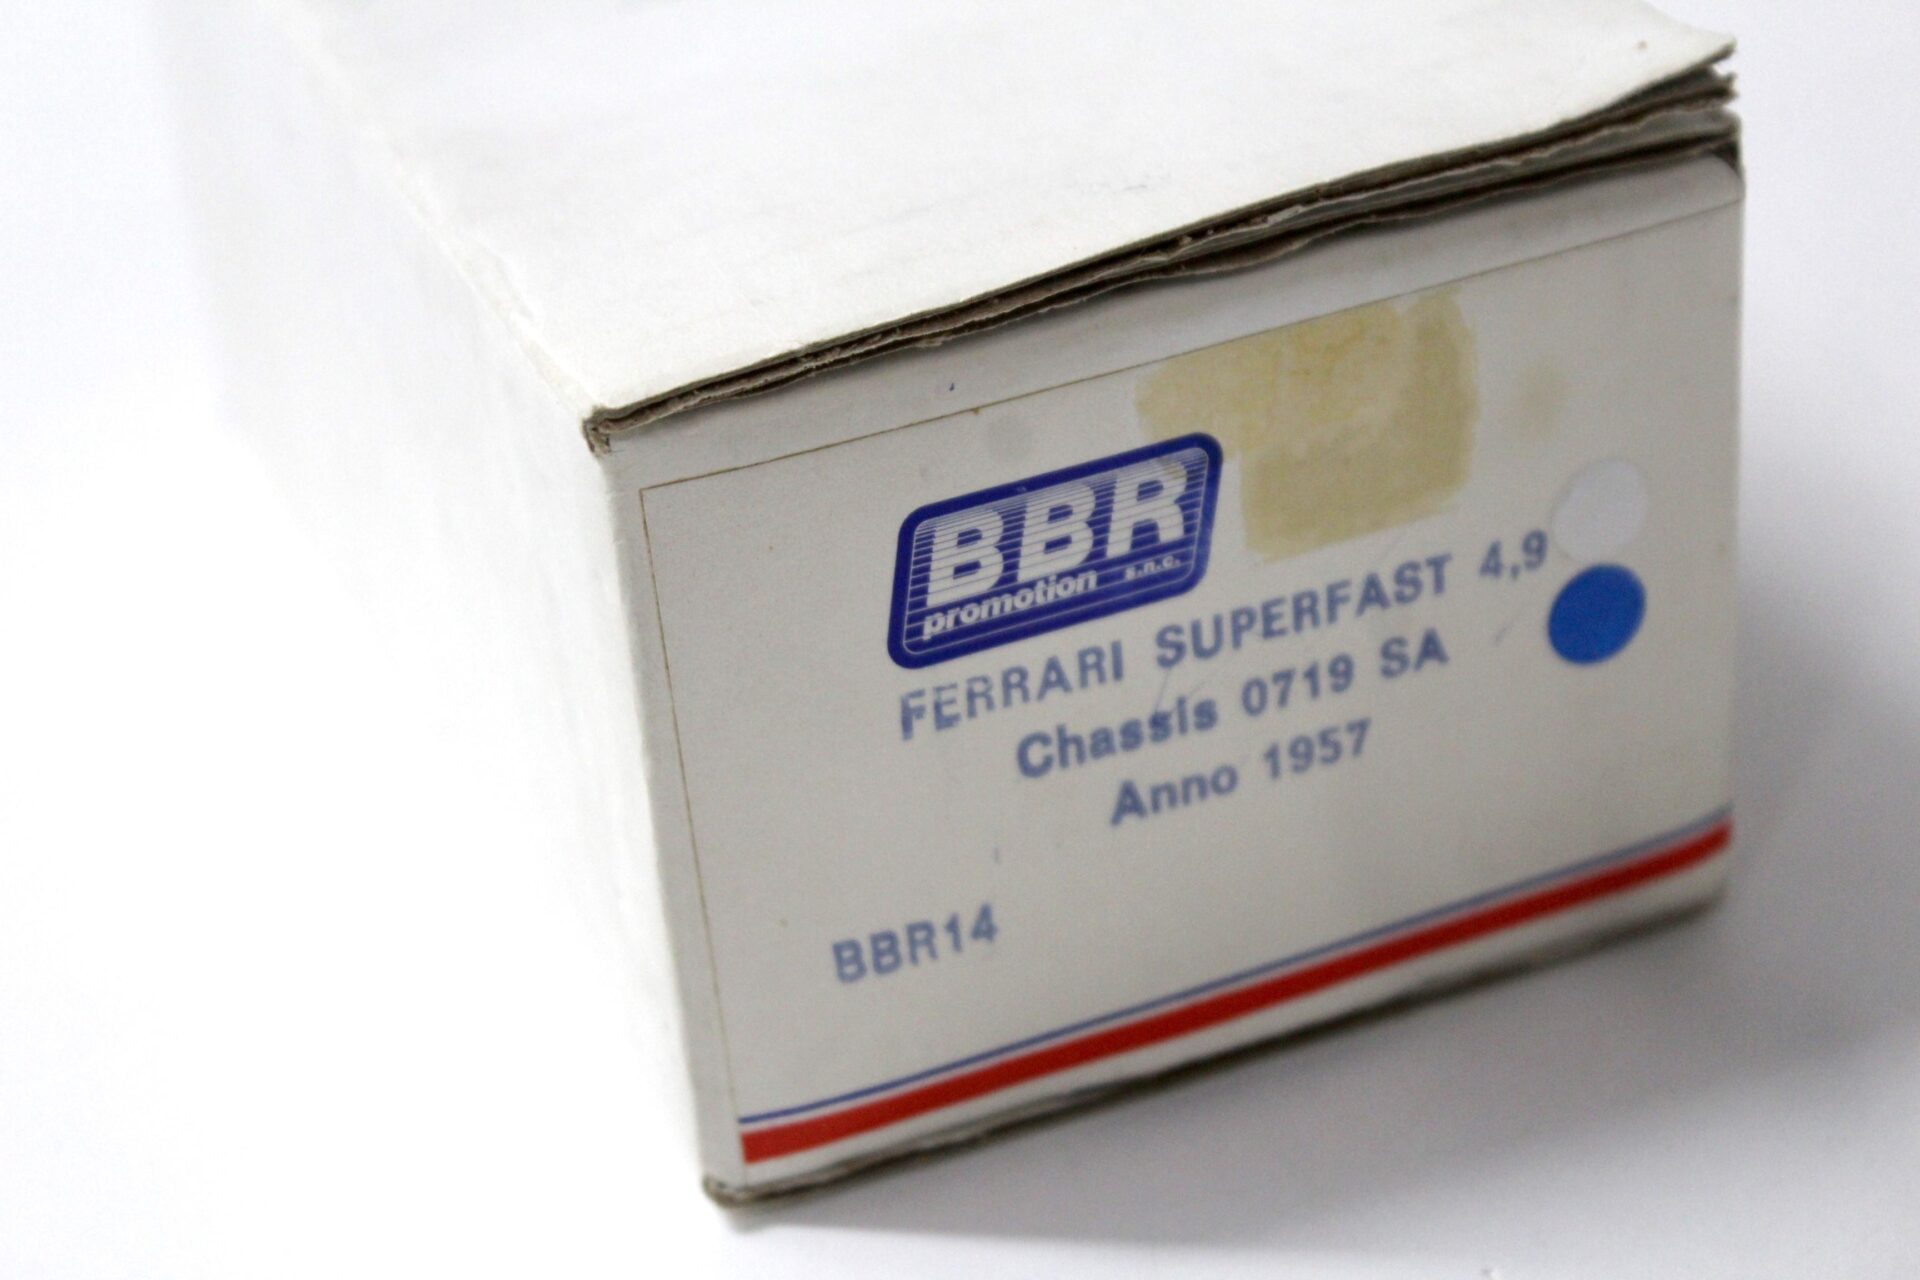 BBR
promotion s.n.c.
FERRARI SUPERFAST 4,9
Chassis 0719 SA
Anno 1957
BBR14